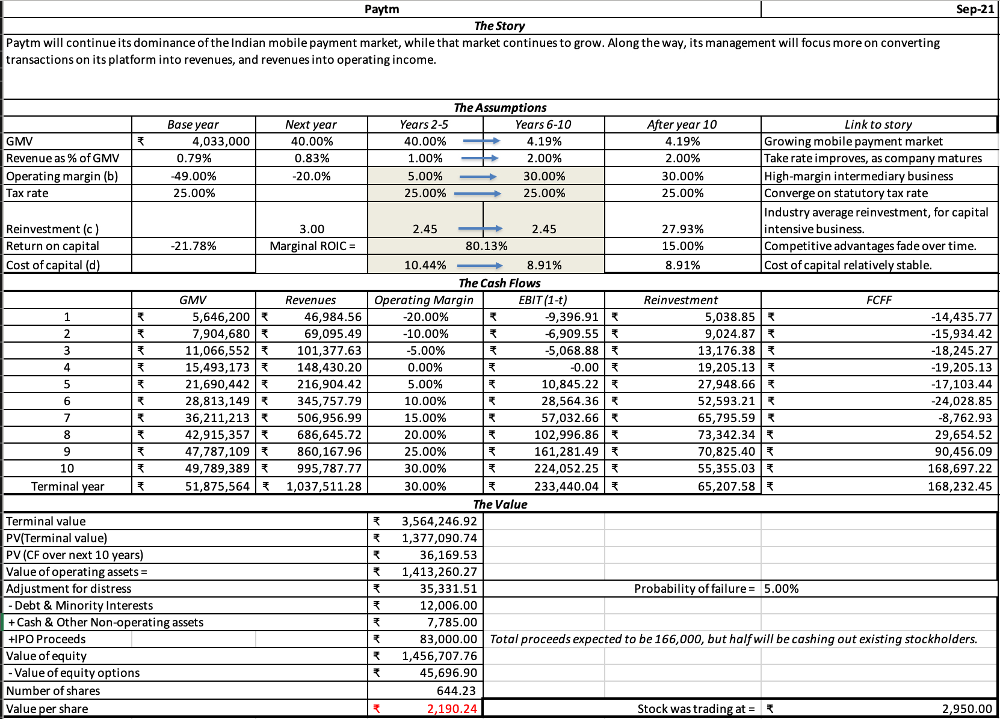 Paytm Sep-21
The Story
Paytm will continue its dominance of the Indian mobile payment market, while that market continues to grow. Along the way, its management will focus more on converting
transactions on its platform into revenues, and revenues into operating income.
The Assumptions
Base year Next year Years 2-5 Years 6-10 After year 10 Link to story
GMV ₹ 4,033,000 40.00% 40.00% 4.19% 4.19% Growing mobile payment market
Revenue as % of GMV 0.79% 0.83% 1.00% 2.00% 2.00% Take rate improves, as company matures
Operating margin (b) -49.00% -20.0% 5.00% 30.00% 30.00% High-margin intermediary business
Tax rate 25.00% 25.00% 25.00% 25.00% Converge on statutory tax rate
Industry average reinvestment, for capital
Reinvestment (c ) 3.00 2.45 2.45 27.93% intensive business.
Return on capital -21.78% Marginal ROIC = 80.13% 15.00% Competitive advantages fade over time.
Cost of capital (d) 10.44% 8.91% 8.91% Cost of capital relatively stable.
The Cash Flows
GMV Revenues Operating Margin EBIT (1-t) Reinvestment FCFF
1 ₹ 5,646,200 ₹ 46,984.56 -20.00% ₹ -9,396.91 ₹ 5,038.85 ₹ -14,435.77
2 ₹ 7,904,680 ₹ 69,095.49 -10.00% ₹ -6,909.55 ₹ 9,024.87 ₹ -15,934.42
3 ₹ 11,066,552 ₹ 101,377.63 -5.00% ₹ -5,068.88 ₹ 13,176.38 ₹ -18,245.27
4 ₹ 15,493,173 ₹ 148,430.20 0.00% ₹ -0.00 ₹ 19,205.13 ₹ -19,205.13
5 ₹ 21,690,442 ₹ 216,904.42 5.00% ₹ 10,845.22 ₹ 27,948.66 ₹ -17,103.44
6 ₹ 28,813,149 ₹ 345,757.79 10.00% ₹ 28,564.36 ₹ 52,593.21 ₹ -24,028.85
7 ₹ 36,211,213 ₹ 506,956.99 15.00% ₹ 57,032.66 ₹ 65,795.59 ₹ -8,762.93
8 ₹ 42,915,357 ₹ 686,645.72 20.00% ₹ 102,996.86 ₹ 73,342.34 ₹ 29,654.52
9 ₹ 47,787,109 ₹ 860,167.96 25.00% ₹ 161,281.49 ₹ 70,825.40 ₹ 90,456.09
10 ₹ 49,789,389 ₹ 995,787.77 30.00% ₹ 224,052.25 ₹ 55,355.03 ₹ 168,697.22
Terminal year ₹ 51,875,564 ₹ 1,037,511.28 30.00% ₹ 233,440.04 ₹ 65,207.58 ₹ 168,232.45
The Value
Terminal value ₹ 3,564,246.92
PV(Terminal value) ₹ 1,377,090.74
PV (CF over next 10 years) ₹ 36,169.53
Value of operating assets = ₹ 1,413,260.27
Adjustment for distress ₹ 35,331.51 Probability of failure = 5.00%
- Debt & Minority Interests ₹ 12,006.00
+ Cash & Other Non-operating assets ₹ 7,785.00
+IPO Proceeds ₹ 83,000.00 Total proceeds expected to be 166,000, but half will be cashing out existing stockholders.
Value of equity ₹ 1,456,707.76
- Value of equity options ₹ 45,696.90
Number of shares 644.23
Value per share ₹ 2,190.24 Stock was trading at = ₹ 2,950.00